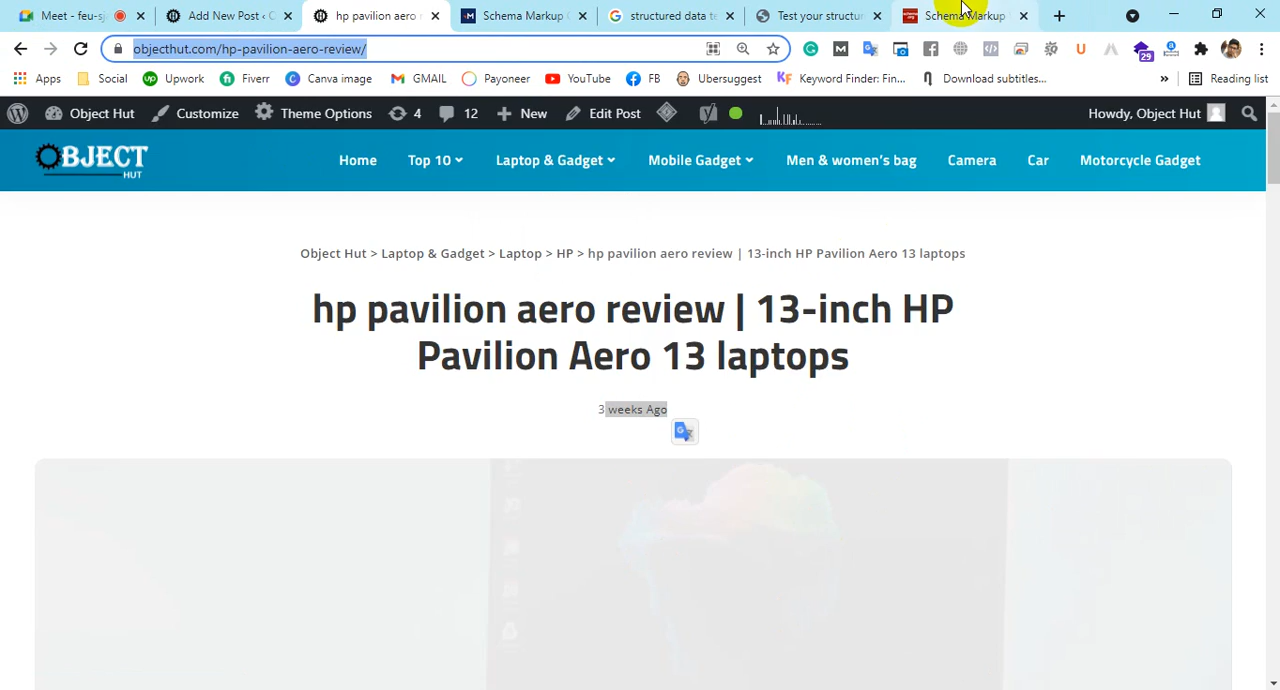 Meet - feu-sj
Add New Post ‹ C
hp pavilion aero r
Schema Markup G
structured data te
Test your structur
Schema Markup
objecthut.com/hp-pavilion-aero-review/
29
Apps
Social
Upwork
Fiverr
Canva image
GMAIL
Payoneer
YouTube
FB
Ubersuggest
Keyword Finder: Fin...
Download subtitles...
»
Reading list
Object Hut
Customize
Theme Options
4
12
New
Edit Post
Howdy, Object Hut
OBJECT
HUT
Home
Top 10
Laptop & Gadget
Mobile Gadget
Men & women's bag
Camera
Car
Motorcycle Gadget
Object Hut > Laptop & Gadget > Laptop > HP > hp pavilion aero review | 13-inch HP Pavilion Aero 13 laptops
hp pavilion aero review | 13-inch HP
Pavilion Aero 13 laptops
3 weeks Ago